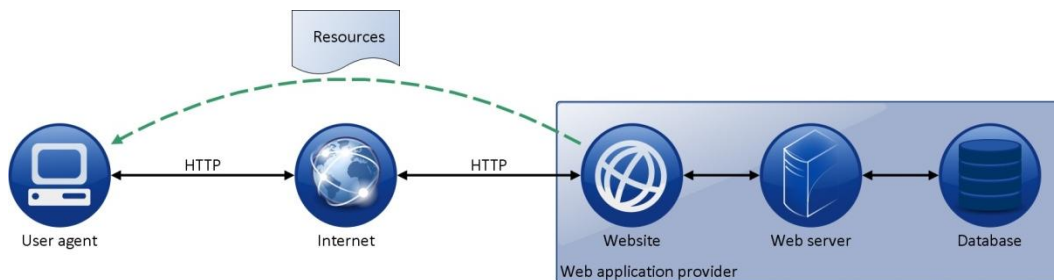 Resources
HTTP
HTTP
User agent
Internet
Website
Web server
Database
Web application provider